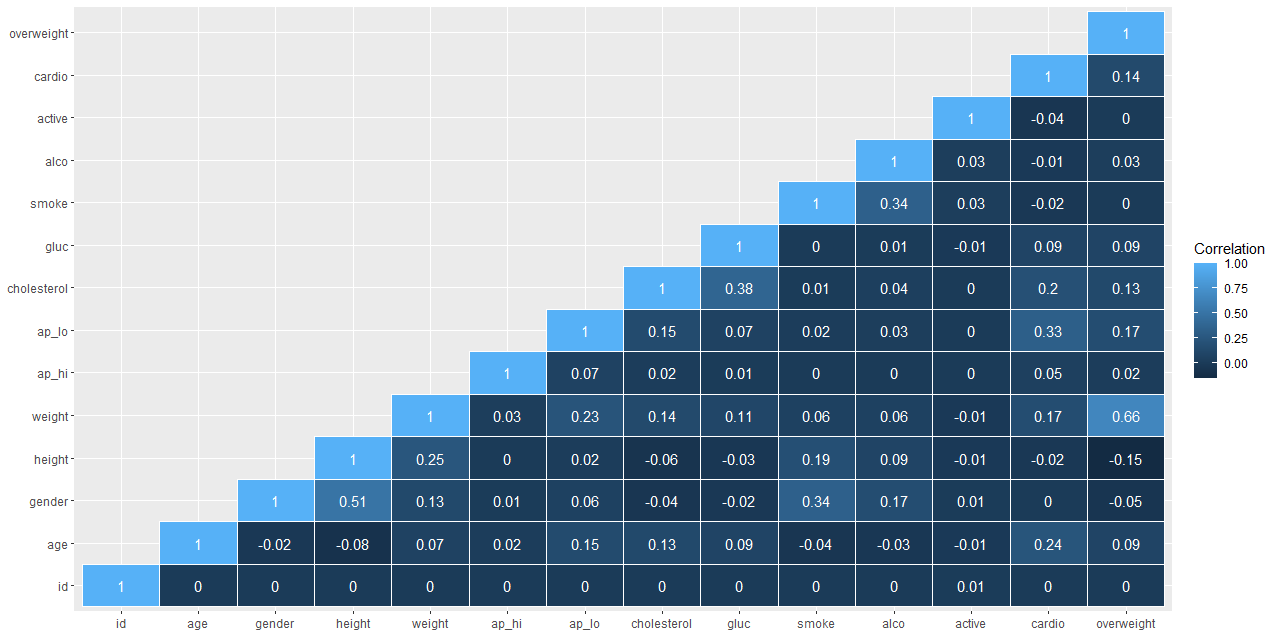 overweight 1
cardio 1 0.14
active 1 -0.04 0
alco 1 0.03 -0.01 0.03
smoke 1 0.34 0.03 -0.02 0
gluc 1 0 0.01 -0.01 0.09 0.09
cholesterol 1 0.38 0.01 0.04 0 0.2 0.13
ap_lo 1 0.15 0.07 0.02 0.03 0 0.33 0.17
ap_hi 1 0.07 0.02 0.01 0 0 0 0.05 0.02
weight 1 0.03 0.23 0.14 0.11 0.06 0.06 -0.01 0.17 0.66
height 1 0.25 0 0.02 -0.06 -0.03 0.19 0.09 -0.01 -0.02 -0.15
gender 1 0.51 0.13 0.01 0.06 -0.04 -0.02 0.34 0.17 0.01 0 -0.05
age 1 -0.02 -0.08 0.07 0.02 0.15 0.13 0.09 -0.04 -0.03 -0.01 0.24 0.09
id 1 0 0 0 0 0 0 0 0 0 0 0.01 0 0
id age gender height weight ap_hi ap_lo cholesterol gluc smoke alco active cardio overweight
Correlation
1.00
0.75
0.50
0.25
0.00